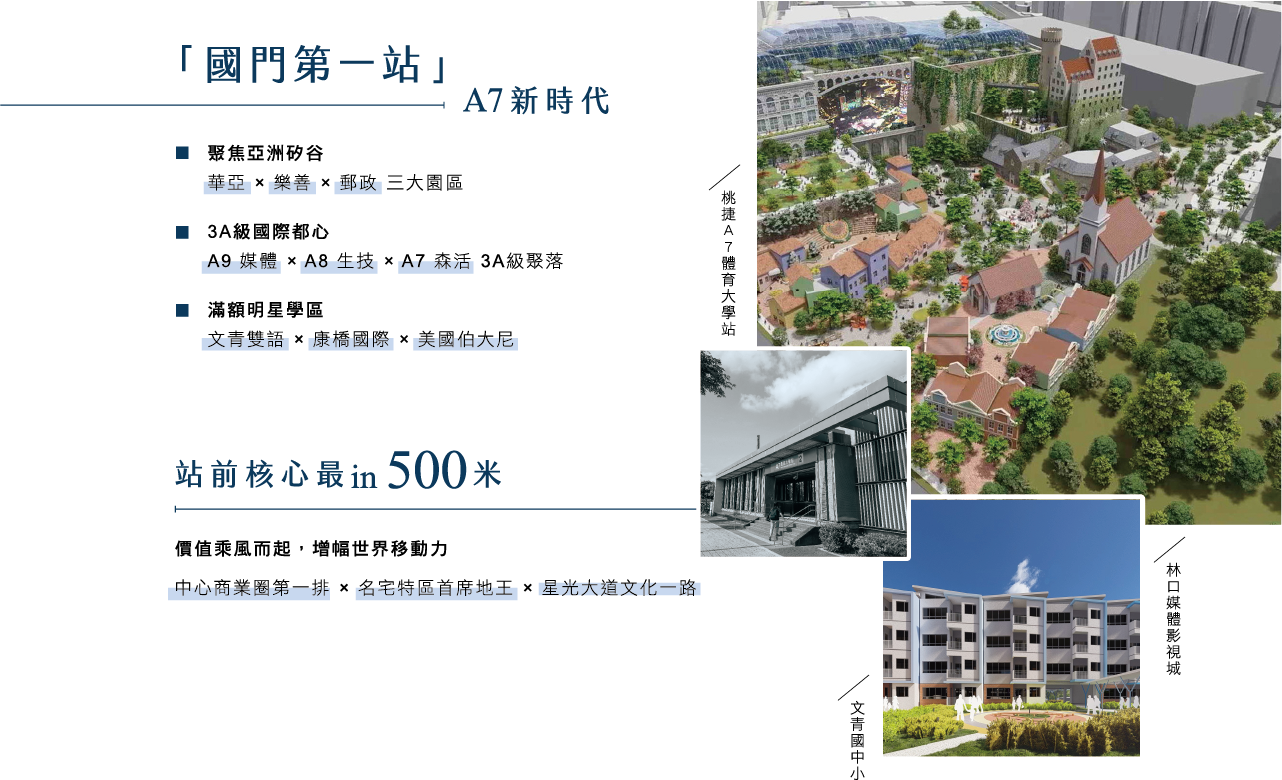 「國門第一站」
A7新時代
聚焦亞洲矽谷
華亞 × 樂善 × 郵政 三大園區
3A級國際都心
A9 媒體 × A8 生技 × A7 森活 3A級聚落
滿額明星學區
文青雙語 × 康橋國際 × 美國伯大尼
站前核心最in 500米
價值乘風而起，增幅世界移動力
中心商業圈第一排 × 名宅特區首席地王 × 星光大道文化一路
桃捷A7體育大學站
林口媒體影視城
文青國中小